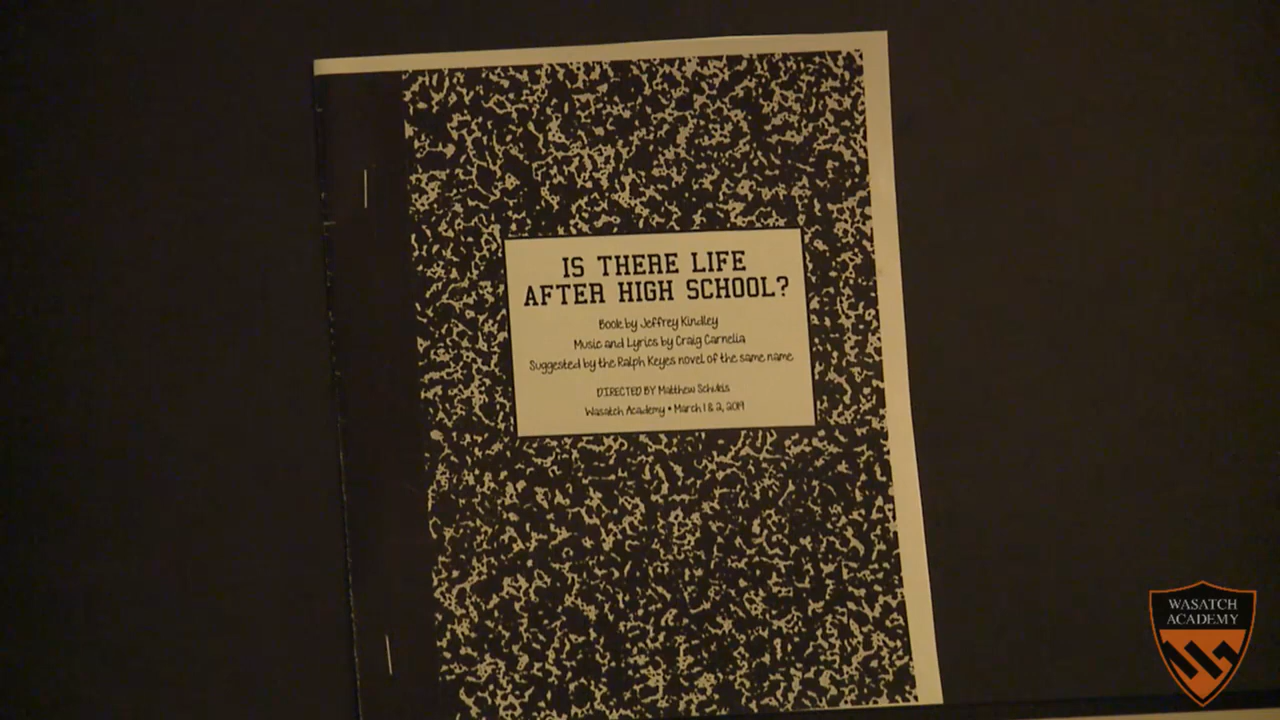 IS THERE LIFE
AFTER HIGH SCHOOL?
Book by Jeffrey Kindley
Music and Lyrics by Craig Carnelia
Suggested by the Ralph Keyes novel of the same name
DIRECTED BY Matthew
Wasatch Academy • March 1 & 2, 2019
WASATCH
ACADEMY